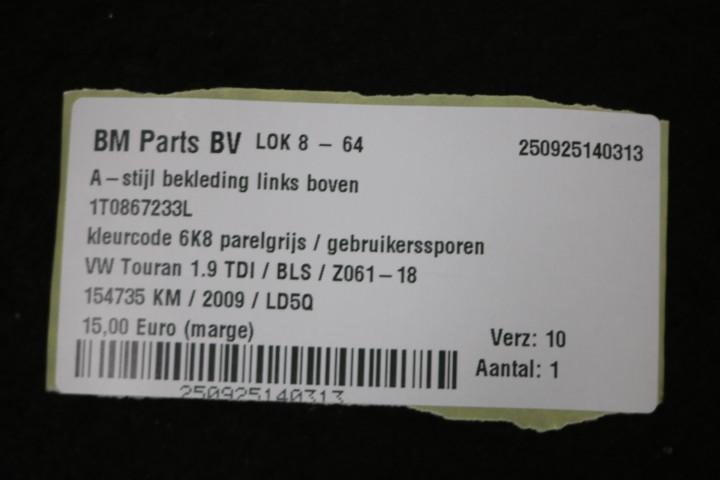 BM Parts BV LOK 8 - 64 250925140313
A-stijl bekleding links boven
1T0867233L
kleurcode 6K8 parelgrijs / gebruikerssporen
VW Touran 1.9 TDI / BLS / Z061-18
154735 KM / 2009 / LD5Q
15,00 Euro (marge)
Verz: 10
Aantal: 1
250925140313